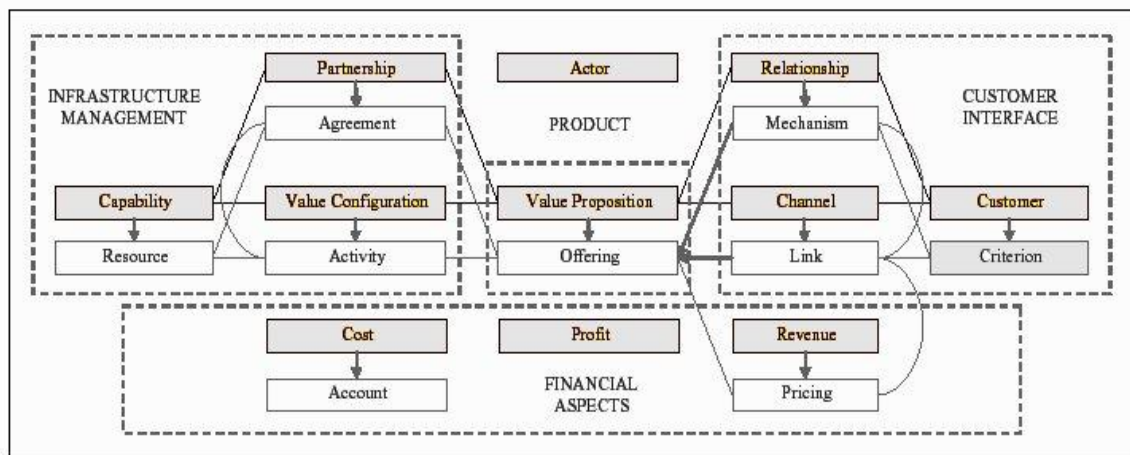 Partnership
Actor
Relationship
INFRASTRUCTURE
MANAGEMENT
Agreement
PRODUCT
Mechanism
CUSTOMER
INTERFACE
Capability
Value Configuration
Value Proposition
Channel
Customer
Resource
Activity
Offering
Link
Criterion
Cost
Profit
Revenue
Account
FINANCIAL
ASPECTS
Pricing